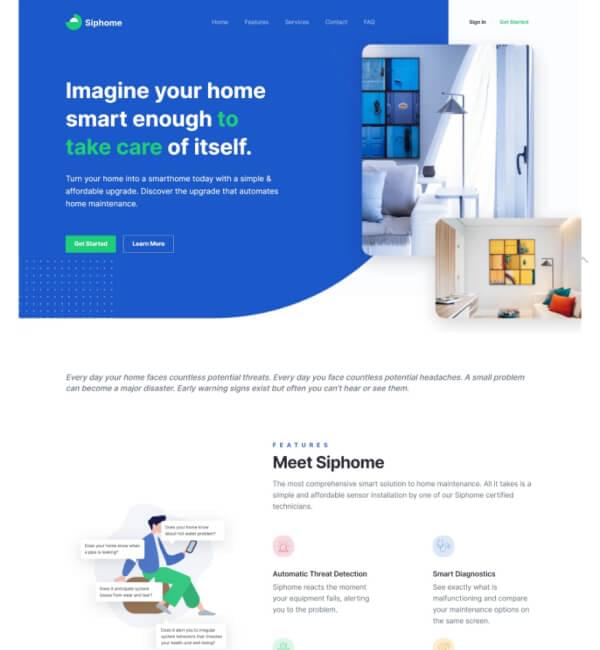 Siphome
Home Features Services Contact FAQ
Sign In Get Started
Imagine your home
smart enough to
take care of itself.
Turn your home into a smarthome today with a simple &
affordable upgrade. Discover the upgrade that automates
home maintenance.
Get Started Learn More
Every day your home faces countless potential threats. Every day you face countless potential headaches. A small problem
can become a major disaster. Early warning signs exist but often you can't hear or see them.
FEATURES
Meet Siphome
The most comprehensive smart solution to home maintenance. All it takes is a
simple and affordable sensor installation by one of our Siphome certified
technicians.
Does your home know
about hot water problem?
Does your home know when
a pipe is leaking?
Does it anticipate system
issues from wear and tear?
Does it alert you to irregular
system behaviors that threaten
your health and well-being?
Automatic Threat Detection
Siphome reacts the moment
your equipment fails, alerting
you to the problem.
Smart Diagnostics
See exactly what is
malfunctioning and compare
your maintenance options on
the same screen.